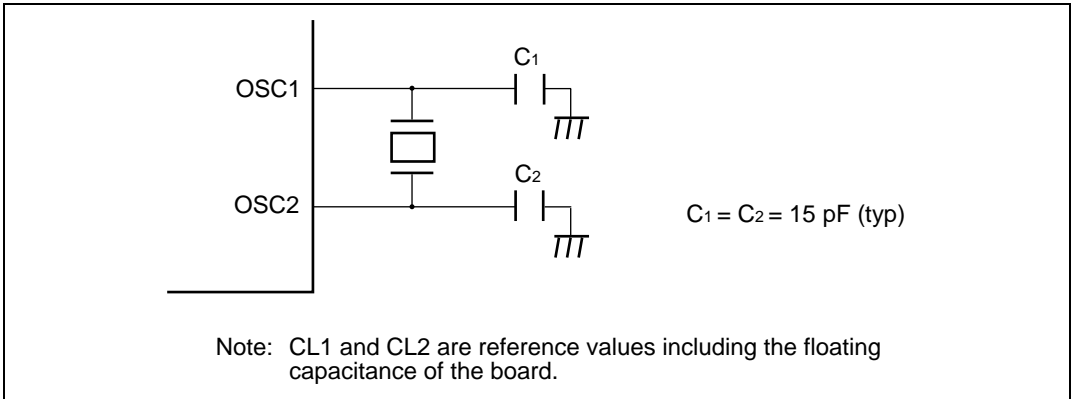 C1
OSC1
C2
OSC2
C1 = C2 = 15 pF (typ)
Note: CL1 and CL2 are reference values including the floating
capacitance of the board.